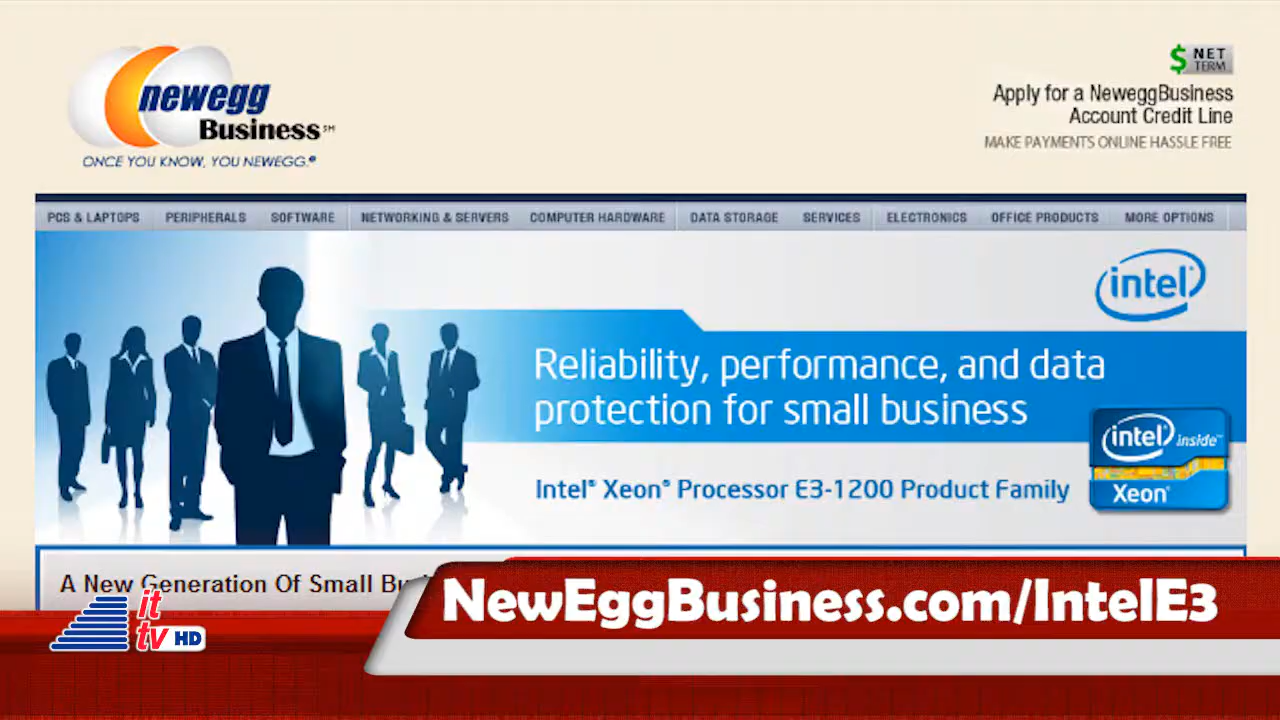 newegg
Business℠
ONCE YOU KNOW, YOU NEWEGG.®
$ NET TERM
Apply for a NeweggBusiness
Account Credit Line
MAKE PAYMENTS ONLINE HASSLE FREE
PCS & LAPTOPS PERIPHERALS SOFTWARE NETWORKING & SERVERS COMPUTER HARDWARE DATA STORAGE SERVICES ELECTRONICS OFFICE PRODUCTS MORE OPTIONS
intel®
Reliability, performance, and data
protection for small business
intel inside™
Xeon®
Intel® Xeon® Processor E3-1200 Product Family
A New Generation Of Small
NewEggBusiness.com/IntelE3
it
tv HD